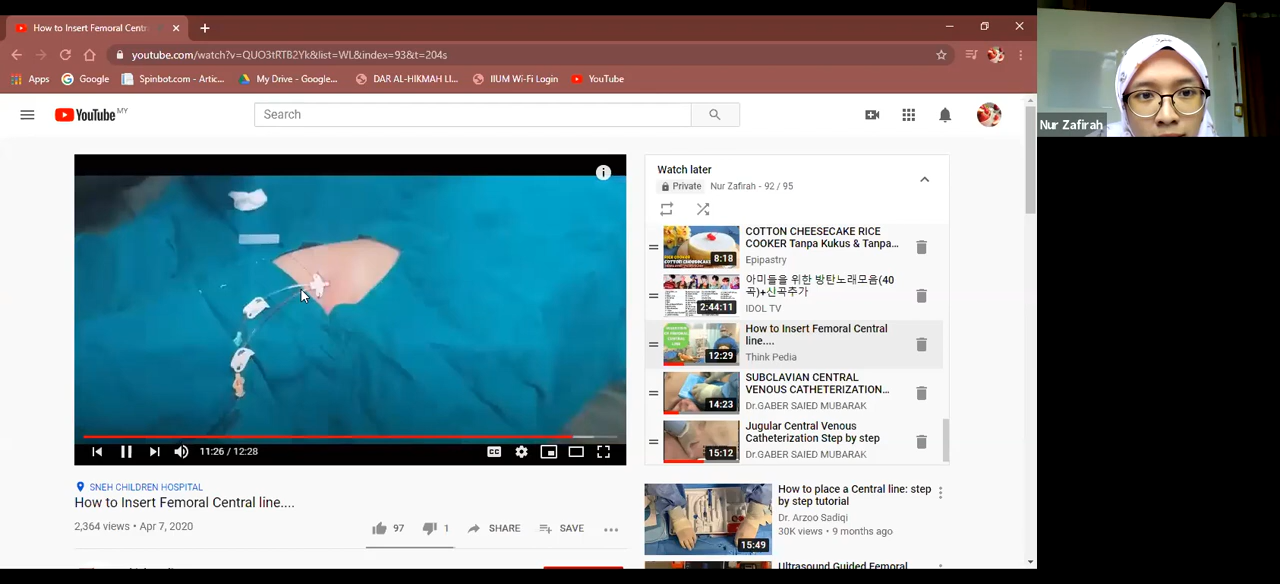 How to Insert Femoral Centr
youtube.com/watch?v=QUO3tRTB2Yk&list=WL&index=93&t=204s
Apps
Google
Spinbot.com - Artic...
My Drive - Google...
DAR AL-HIKMAH LI...
IIUM Wi-Fi Login
YouTube
YouTube MY
Search
Nur Zafirah
Watch later
Private Nur Zafirah - 92 / 95
COTTON CHEESECAKE RICE
COOKER Tanpa Kukus & Tanpa...
Epipastry
8:18
아미들을 위한 방탄노래모음(40
곡)+신곡추가
IDOL TV
2:44:11
How to Insert Femoral Central
line....
Think Pedia
12:29
SUBCLAVIAN CENTRAL
VENOUS CATHETERIZATION...
Dr.GABER SAIED MUBARAK
14:23
Jugular Central Venous
Catheterization Step by step
Dr.GABER SAIED MUBARAK
15:12
11:26 / 12:28
CC
SNEH CHILDREN HOSPITAL
How to Insert Femoral Central line....
2,364 views • Apr 7, 2020
97
1
SHARE
SAVE
How to place a Central line: step
by step tutorial
Dr. Arzoo Sadiqi
30K views • 9 months ago
15:49
Ultrasound Guided Femoral